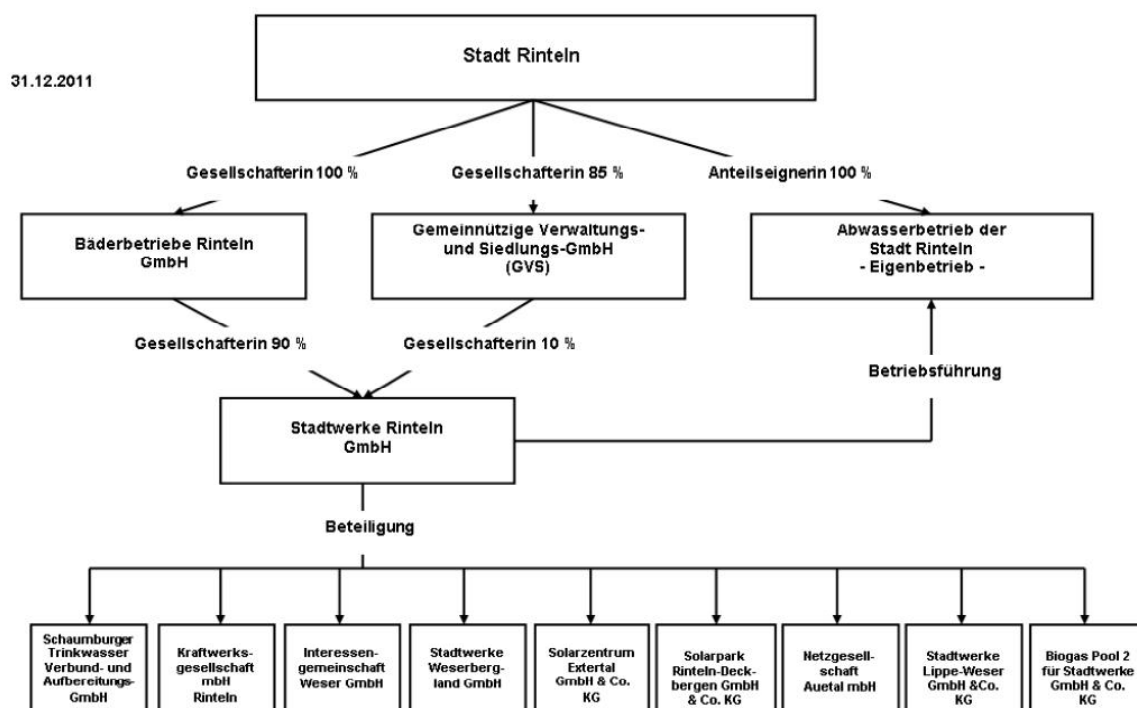 Stadt Rinteln
31.12.2011
Gesellschafterin 100 %
Gesellschafterin 85 %
Anteilseignerin 100 %
Bäderbetriebe Rinteln
GmbH
Gemeinnützige Verwaltungs-
und Siedlungs-GmbH
(GVS)
Abwasserbetrieb der
Stadt Rinteln
- Eigenbetrieb -
Gesellschafterin 90 %
Gesellschafterin 10 %
Betriebsführung
Stadtwerke Rinteln
GmbH
Beteiligung
Schaumburger
Trinkwasser
Verbund- und
Aufbereitungs-
GmbH
Kraftwerks-
gesellschaft
mbH
Rinteln
Interessen-
gemeinschaft
Weser GmbH
Stadtwerke
Weserberg-
land GmbH
Solarzentrum
Extertal
GmbH & Co.
KG
Solarpark
Rinteln-Deck-
bergen GmbH
& Co. KG
Netzgesell-
schaft
Auetal mbH
Stadtwerke
Lippe-Weser
GmbH &Co.
KG
Biogas Pool 2
für Stadtwerke
GmbH & Co.
KG